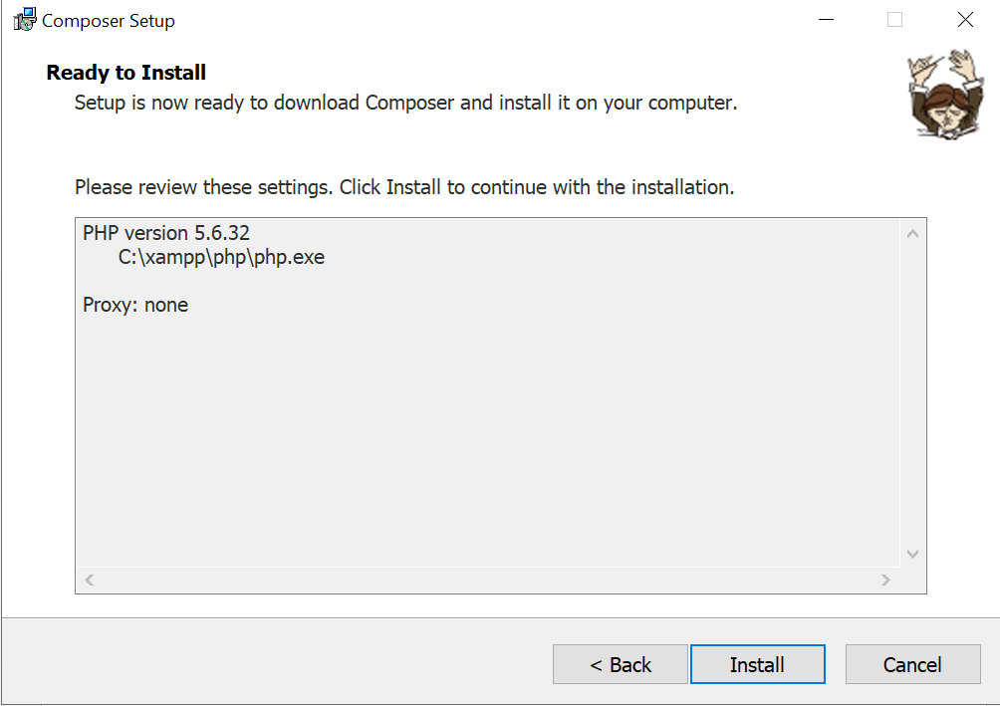 Composer Setup
Ready to Install
Setup is now ready to download Composer and install it on your computer.
Please review these settings. Click Install to continue with the installation.
PHP version 5.6.32
C:\xampp\php\php.exe
Proxy: none
< Back
Install
Cancel